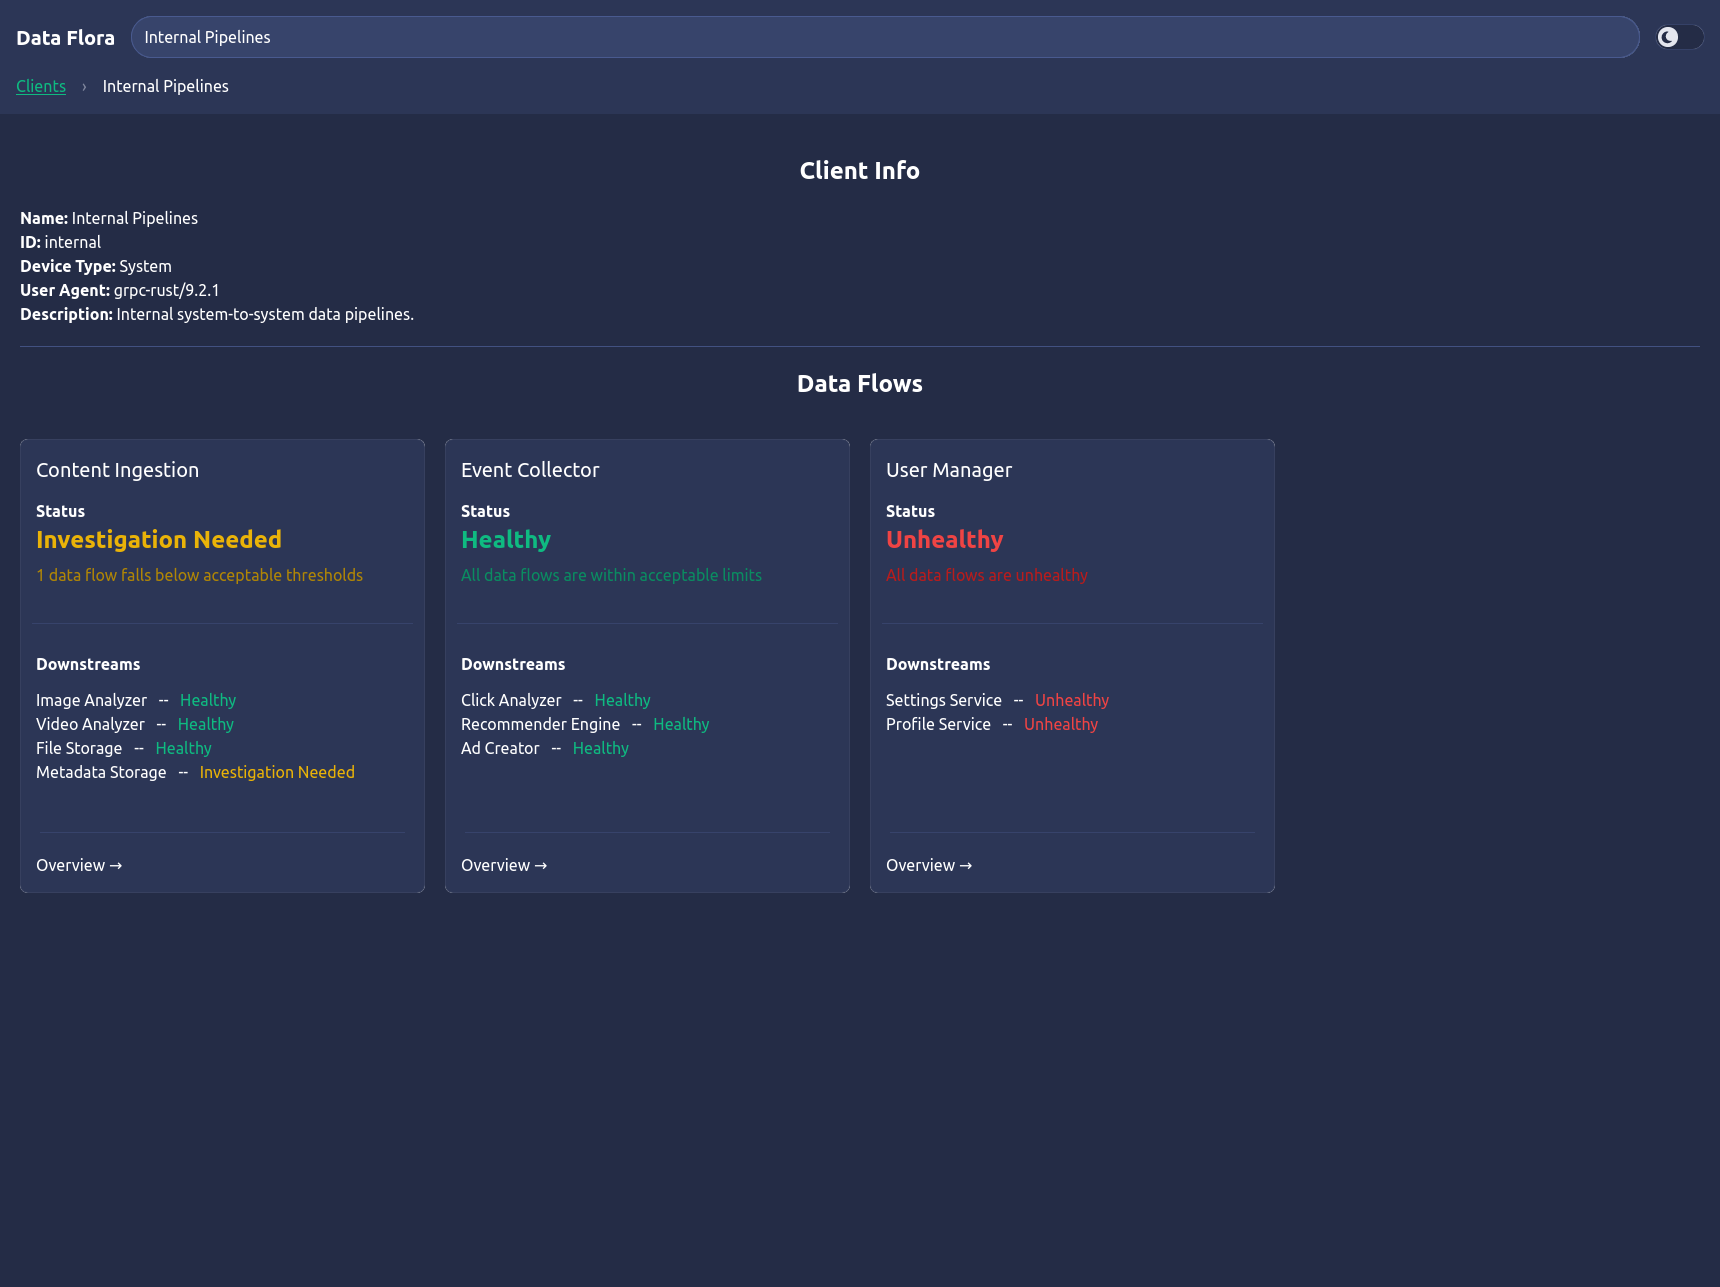 Data Flora
Internal Pipelines
Clients › Internal Pipelines
Client Info
Name: Internal Pipelines
ID: internal
Device Type: System
User Agent: grpc-rust/9.2.1
Description: Internal system-to-system data pipelines.
Data Flows
Content Ingestion
Status
Investigation Needed
1 data flow falls below acceptable thresholds
Downstreams
Image Analyzer -- Healthy
Video Analyzer -- Healthy
File Storage -- Healthy
Metadata Storage -- Investigation Needed
Overview →
Event Collector
Status
Healthy
All data flows are within acceptable limits
Downstreams
Click Analyzer -- Healthy
Recommender Engine -- Healthy
Ad Creator -- Healthy
Overview →
User Manager
Status
Unhealthy
All data flows are unhealthy
Downstreams
Settings Service -- Unhealthy
Profile Service -- Unhealthy
Overview →